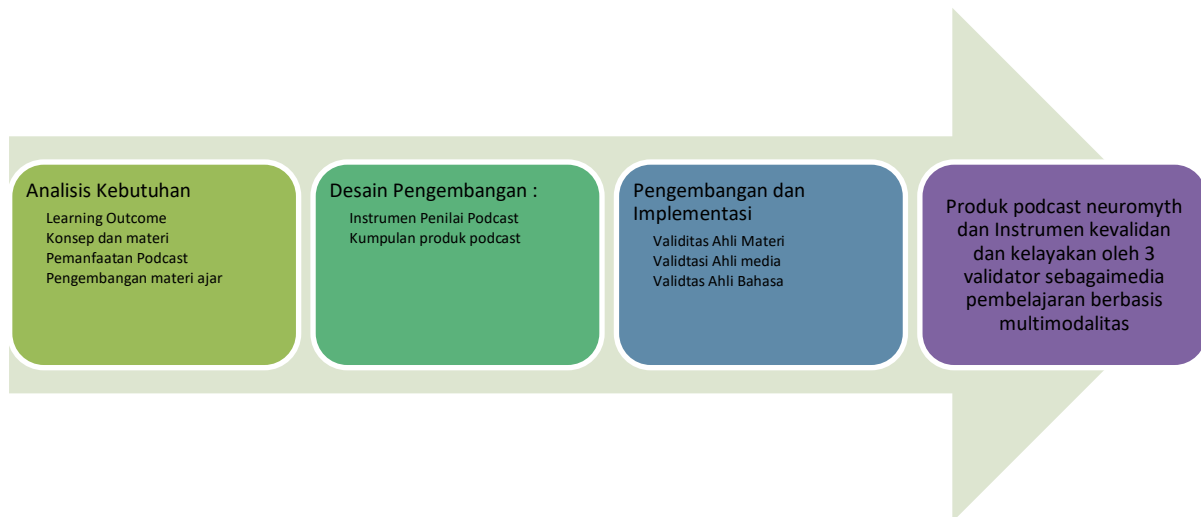 Analisis Kebutuhan
Learning Outcome
Konsep dan materi
Pemanfaatan Podcast
Pengembangan materi ajar
Desain Pengembangan :
Instrumen Penilai Podcast
Kumpulan produk podcast
Pengembangan dan
Implementasi
Validitas Ahli Materi
Validtasi Ahli media
Validtas Ahli Bahasa
Produk podcast neuromyth
dan Instrumen kevalidan
dan kelayakan oleh 3
validator sebagaimedia
pembelajaran berbasis
multimodalitas